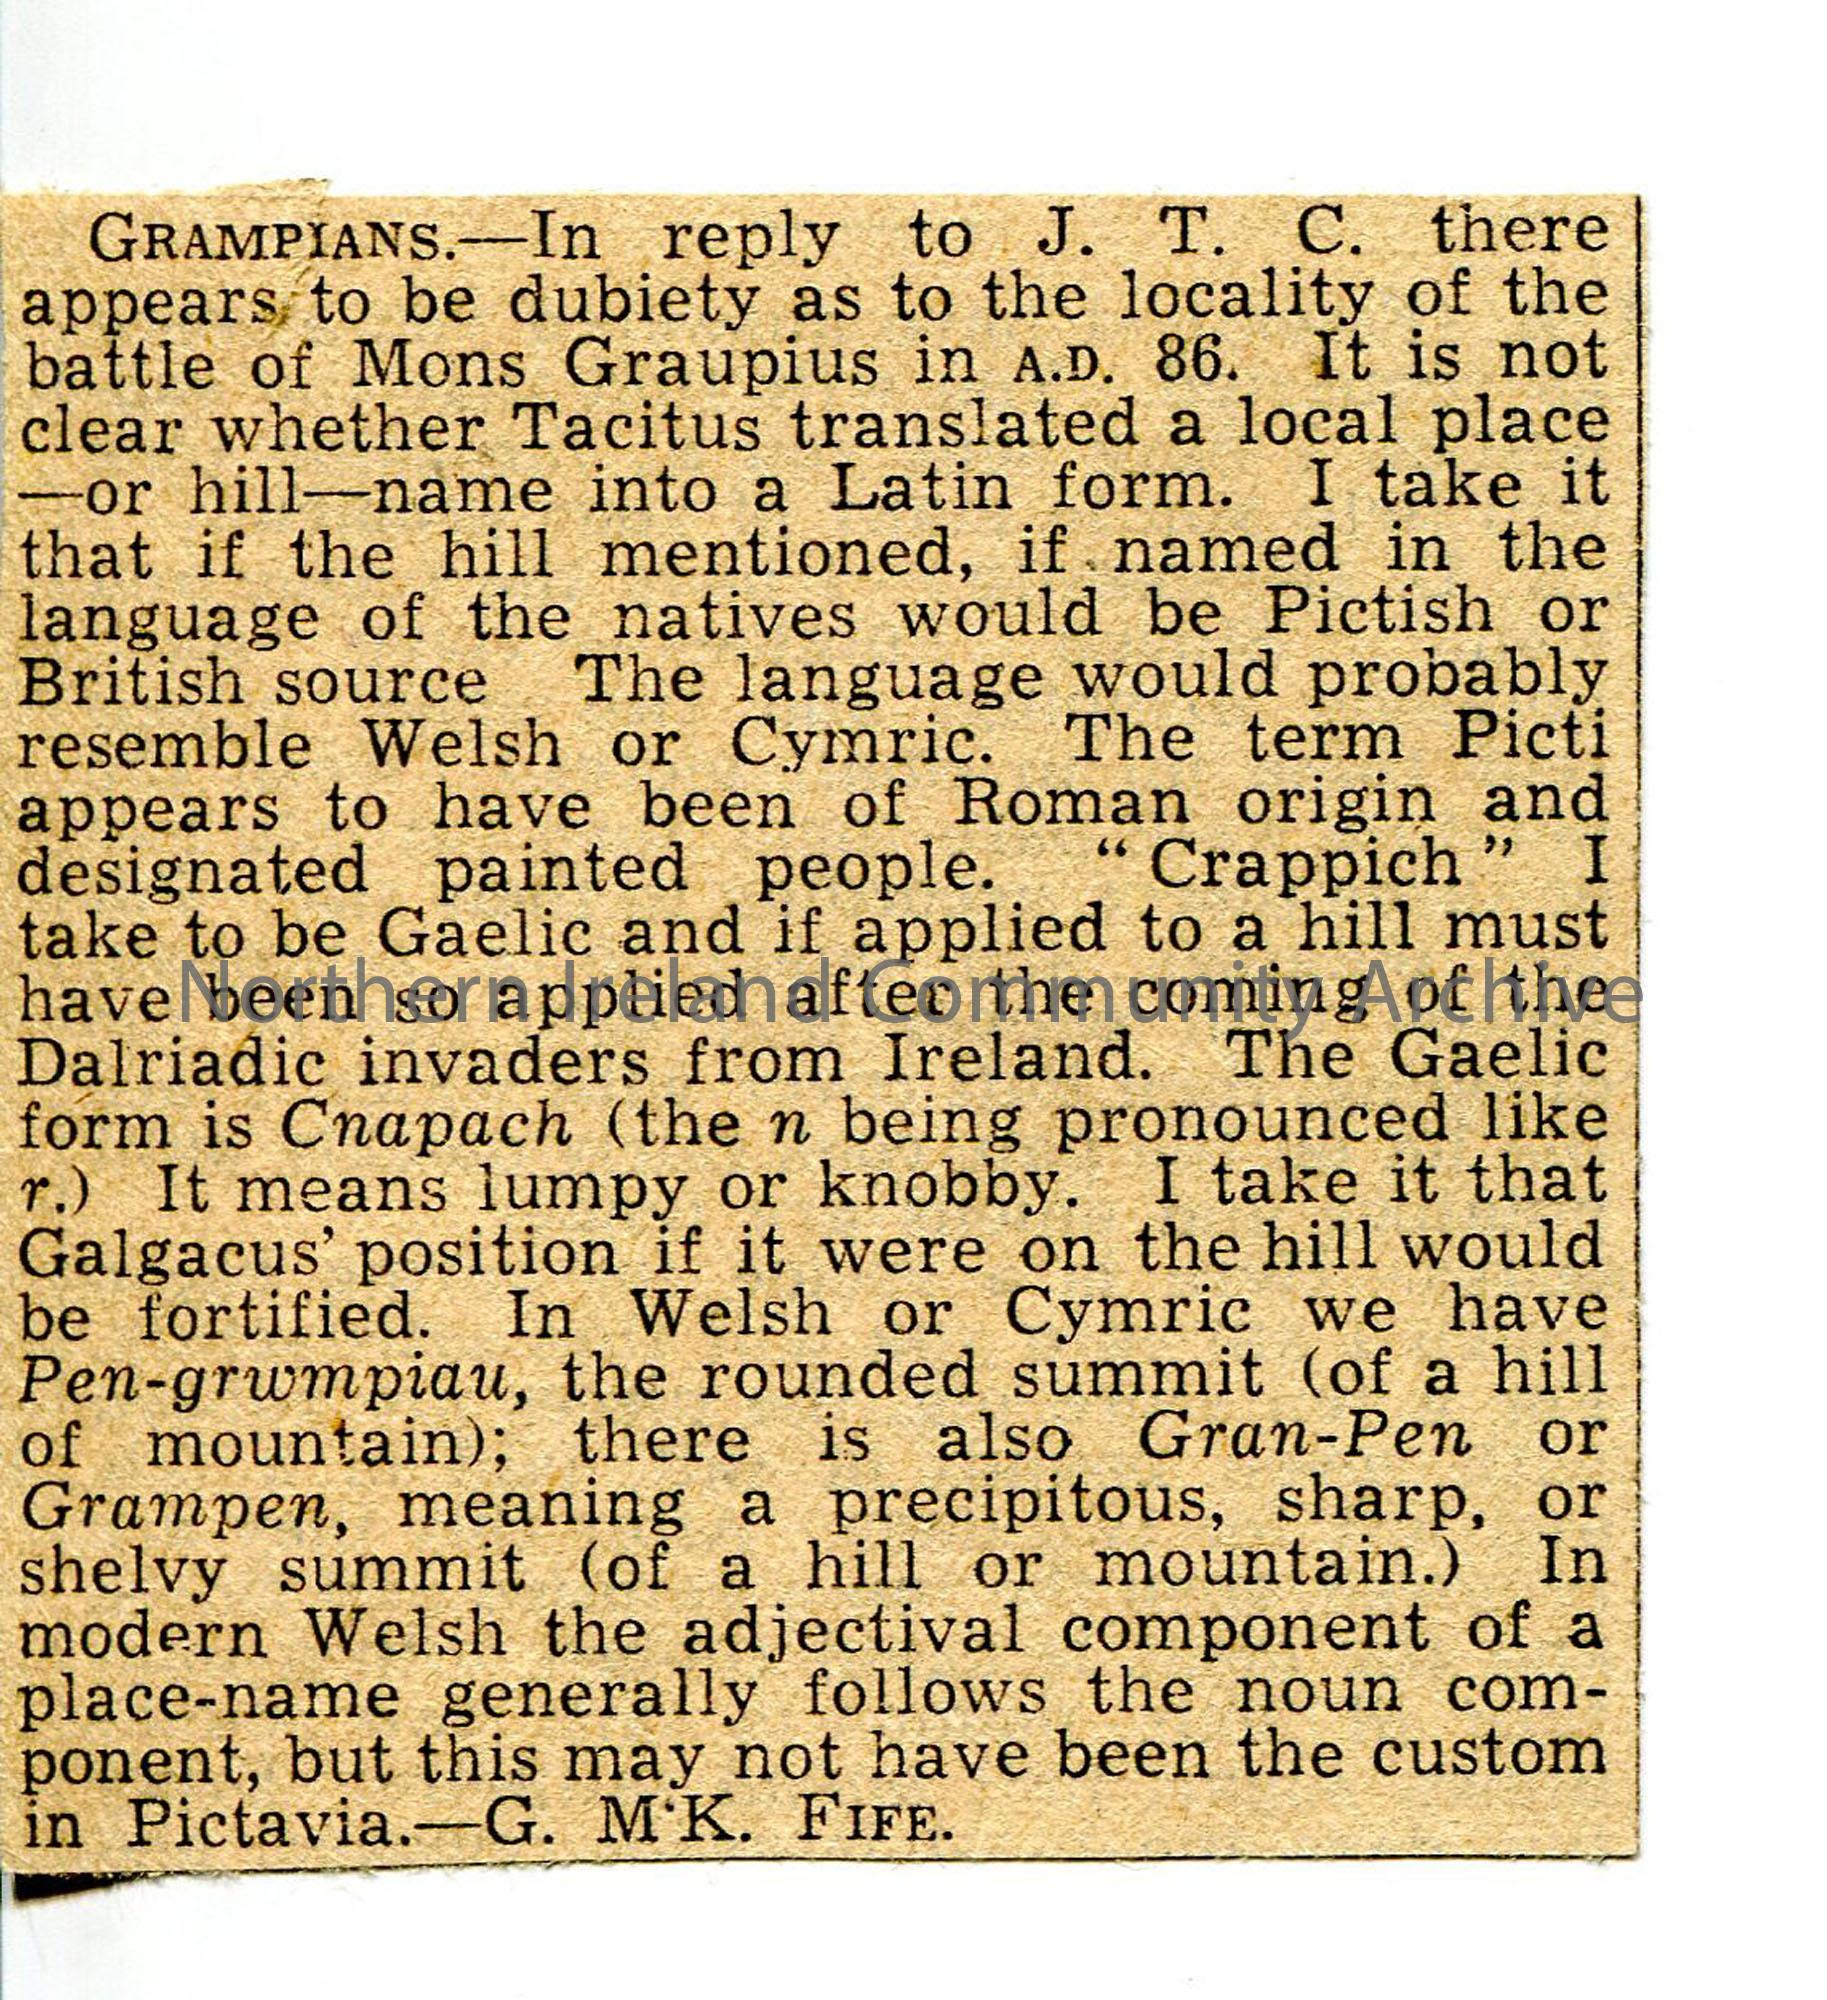 GRAMPIANS.—In reply to J. T. C. there
appears to be dubiety as to the locality of the
battle of Mons Graupius in A.D. 86. It is not
clear whether Tacitus translated a local place
—or hill—name into a Latin form. I take it
that if the hill mentioned, if named in the
language of the natives would be Pictish or
British source The language would probably
resemble Welsh or Cymric. The term Picti
appears to have been of Roman origin and
designated painted people. “Crappich” I
take to be Gaelic and if applied to a hill must
have been so applied after the coming of the
Northern Ireland Community Archive
Dalriadic invaders from Ireland. The Gaelic
form is Cnapach (the n being pronounced like
r.) It means lumpy or knobby. I take it that
Galgacus’ position if it were on the hill would
be fortified. In Welsh or Cymric we have
Pen-grwmpiau, the rounded summit (of a hill
of mountain); there is also Gran-Pen or
Grampen, meaning a precipitous, sharp, or
shelvy summit (of a hill or mountain.) In
modern Welsh the adjectival component of a
place-name generally follows the noun com-
ponent, but this may not have been the custom
in Pictavia.—G. M‘K. FIFE.